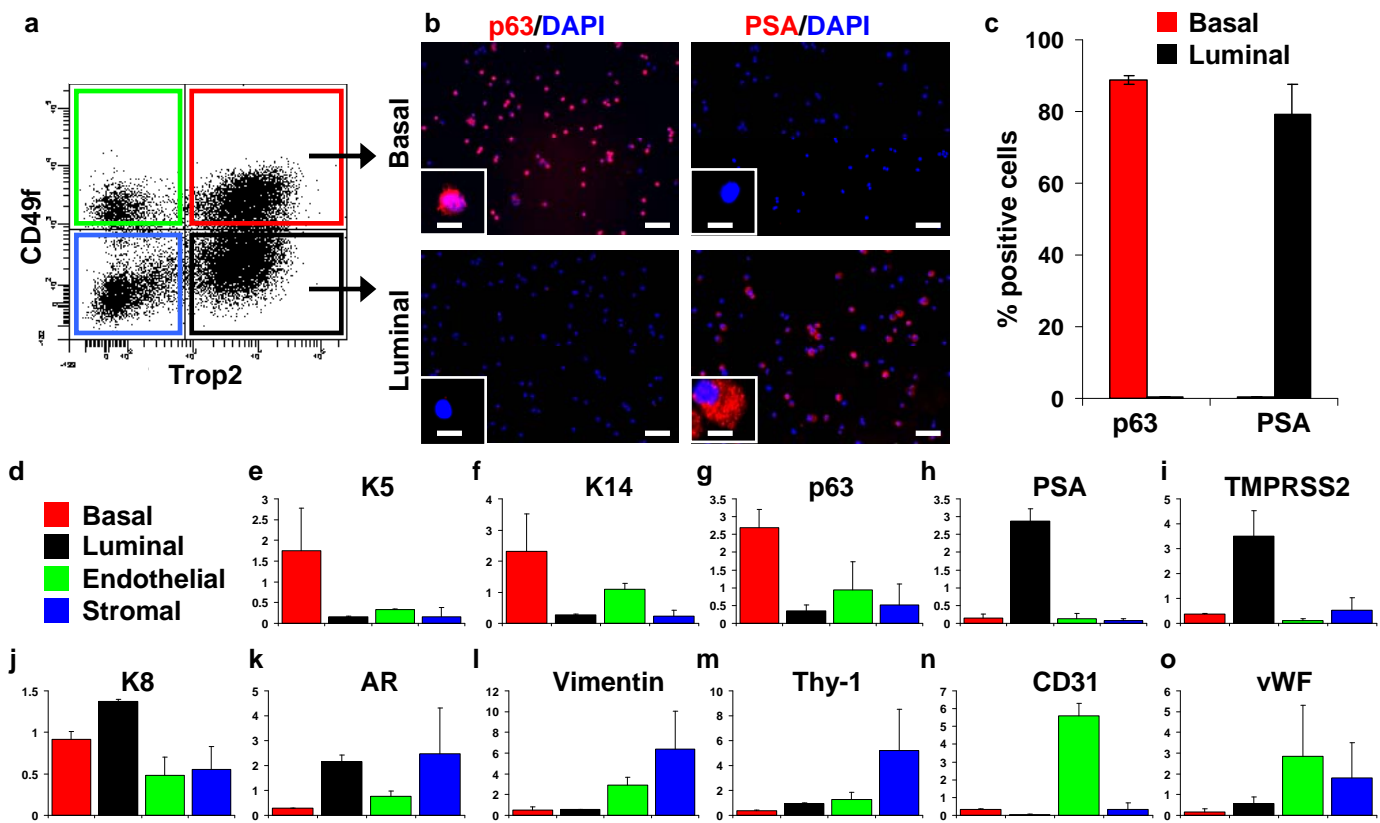 a
CD49f
Trop2
b
p63/DAPI
PSA/DAPI
Basal
Luminal
c
Basal
Luminal
% positive cells
100
80
60
40
20
0
p63
PSA
d
Basal
Luminal
Endothelial
Stromal
e
K5
3
2.5
2
1.5
1
0.5
0
f
K14
4
3
2
1
0
g
p63
3.5
3
2.5
2
1.5
1
0.5
0
h
PSA
3.5
3
2.5
2
1.5
1
0.5
0
i
TMPRSS2
5
4
3
2
1
0
j
K8
1.5
1
0.5
0
k
AR
5
4
3
2
1
0
l
Vimentin
12
10
8
6
4
2
0
m
Thy-1
10
8
6
4
2
0
n
CD31
7
6
5
4
3
2
1
0
o
vWF
6
5
4
3
2
1
0